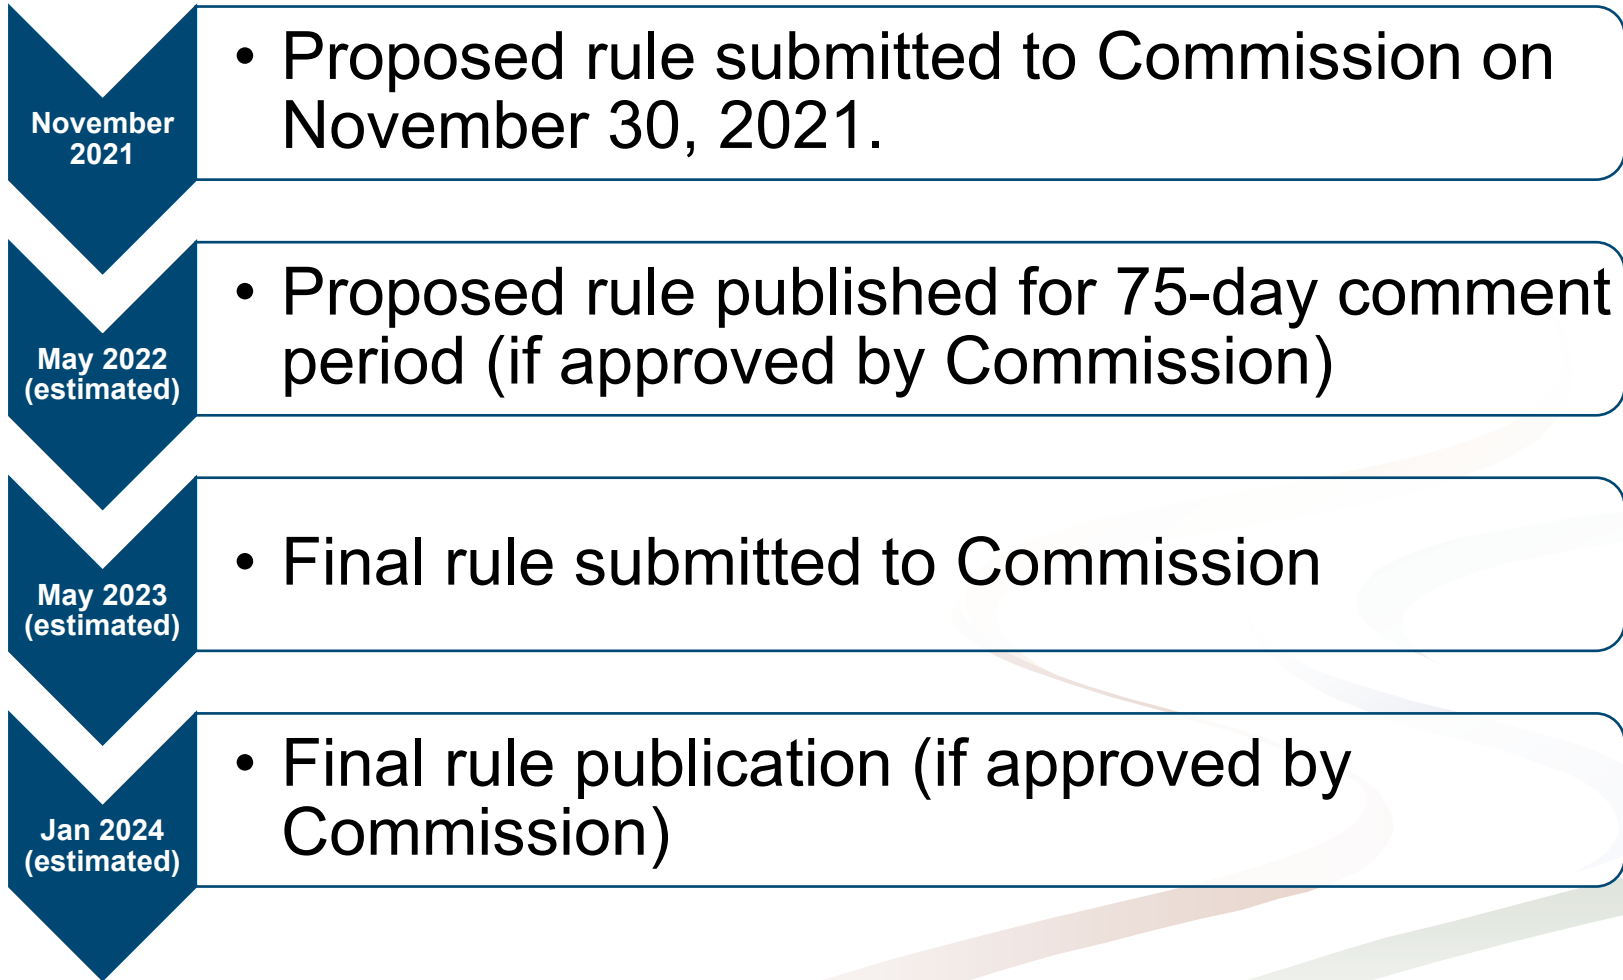 November
2021
• Proposed rule submitted to Commission on
November 30, 2021.
May 2022
(estimated)
• Proposed rule published for 75-day comment
period (if approved by Commission)
May 2023
(estimated)
• Final rule submitted to Commission
Jan 2024
(estimated)
• Final rule publication (if approved by
Commission)